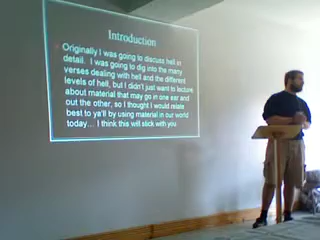 Introduction
Originally I was going to discuss hell in
detail. I was going to dig into the many
verses dealing with hell and the different
levels of hell, but I didn't just want to lecture
about material that may go in one ear and
out the other, so I thought I would relate
best to ya'll by using material in our world
today... I think this will stick with you.